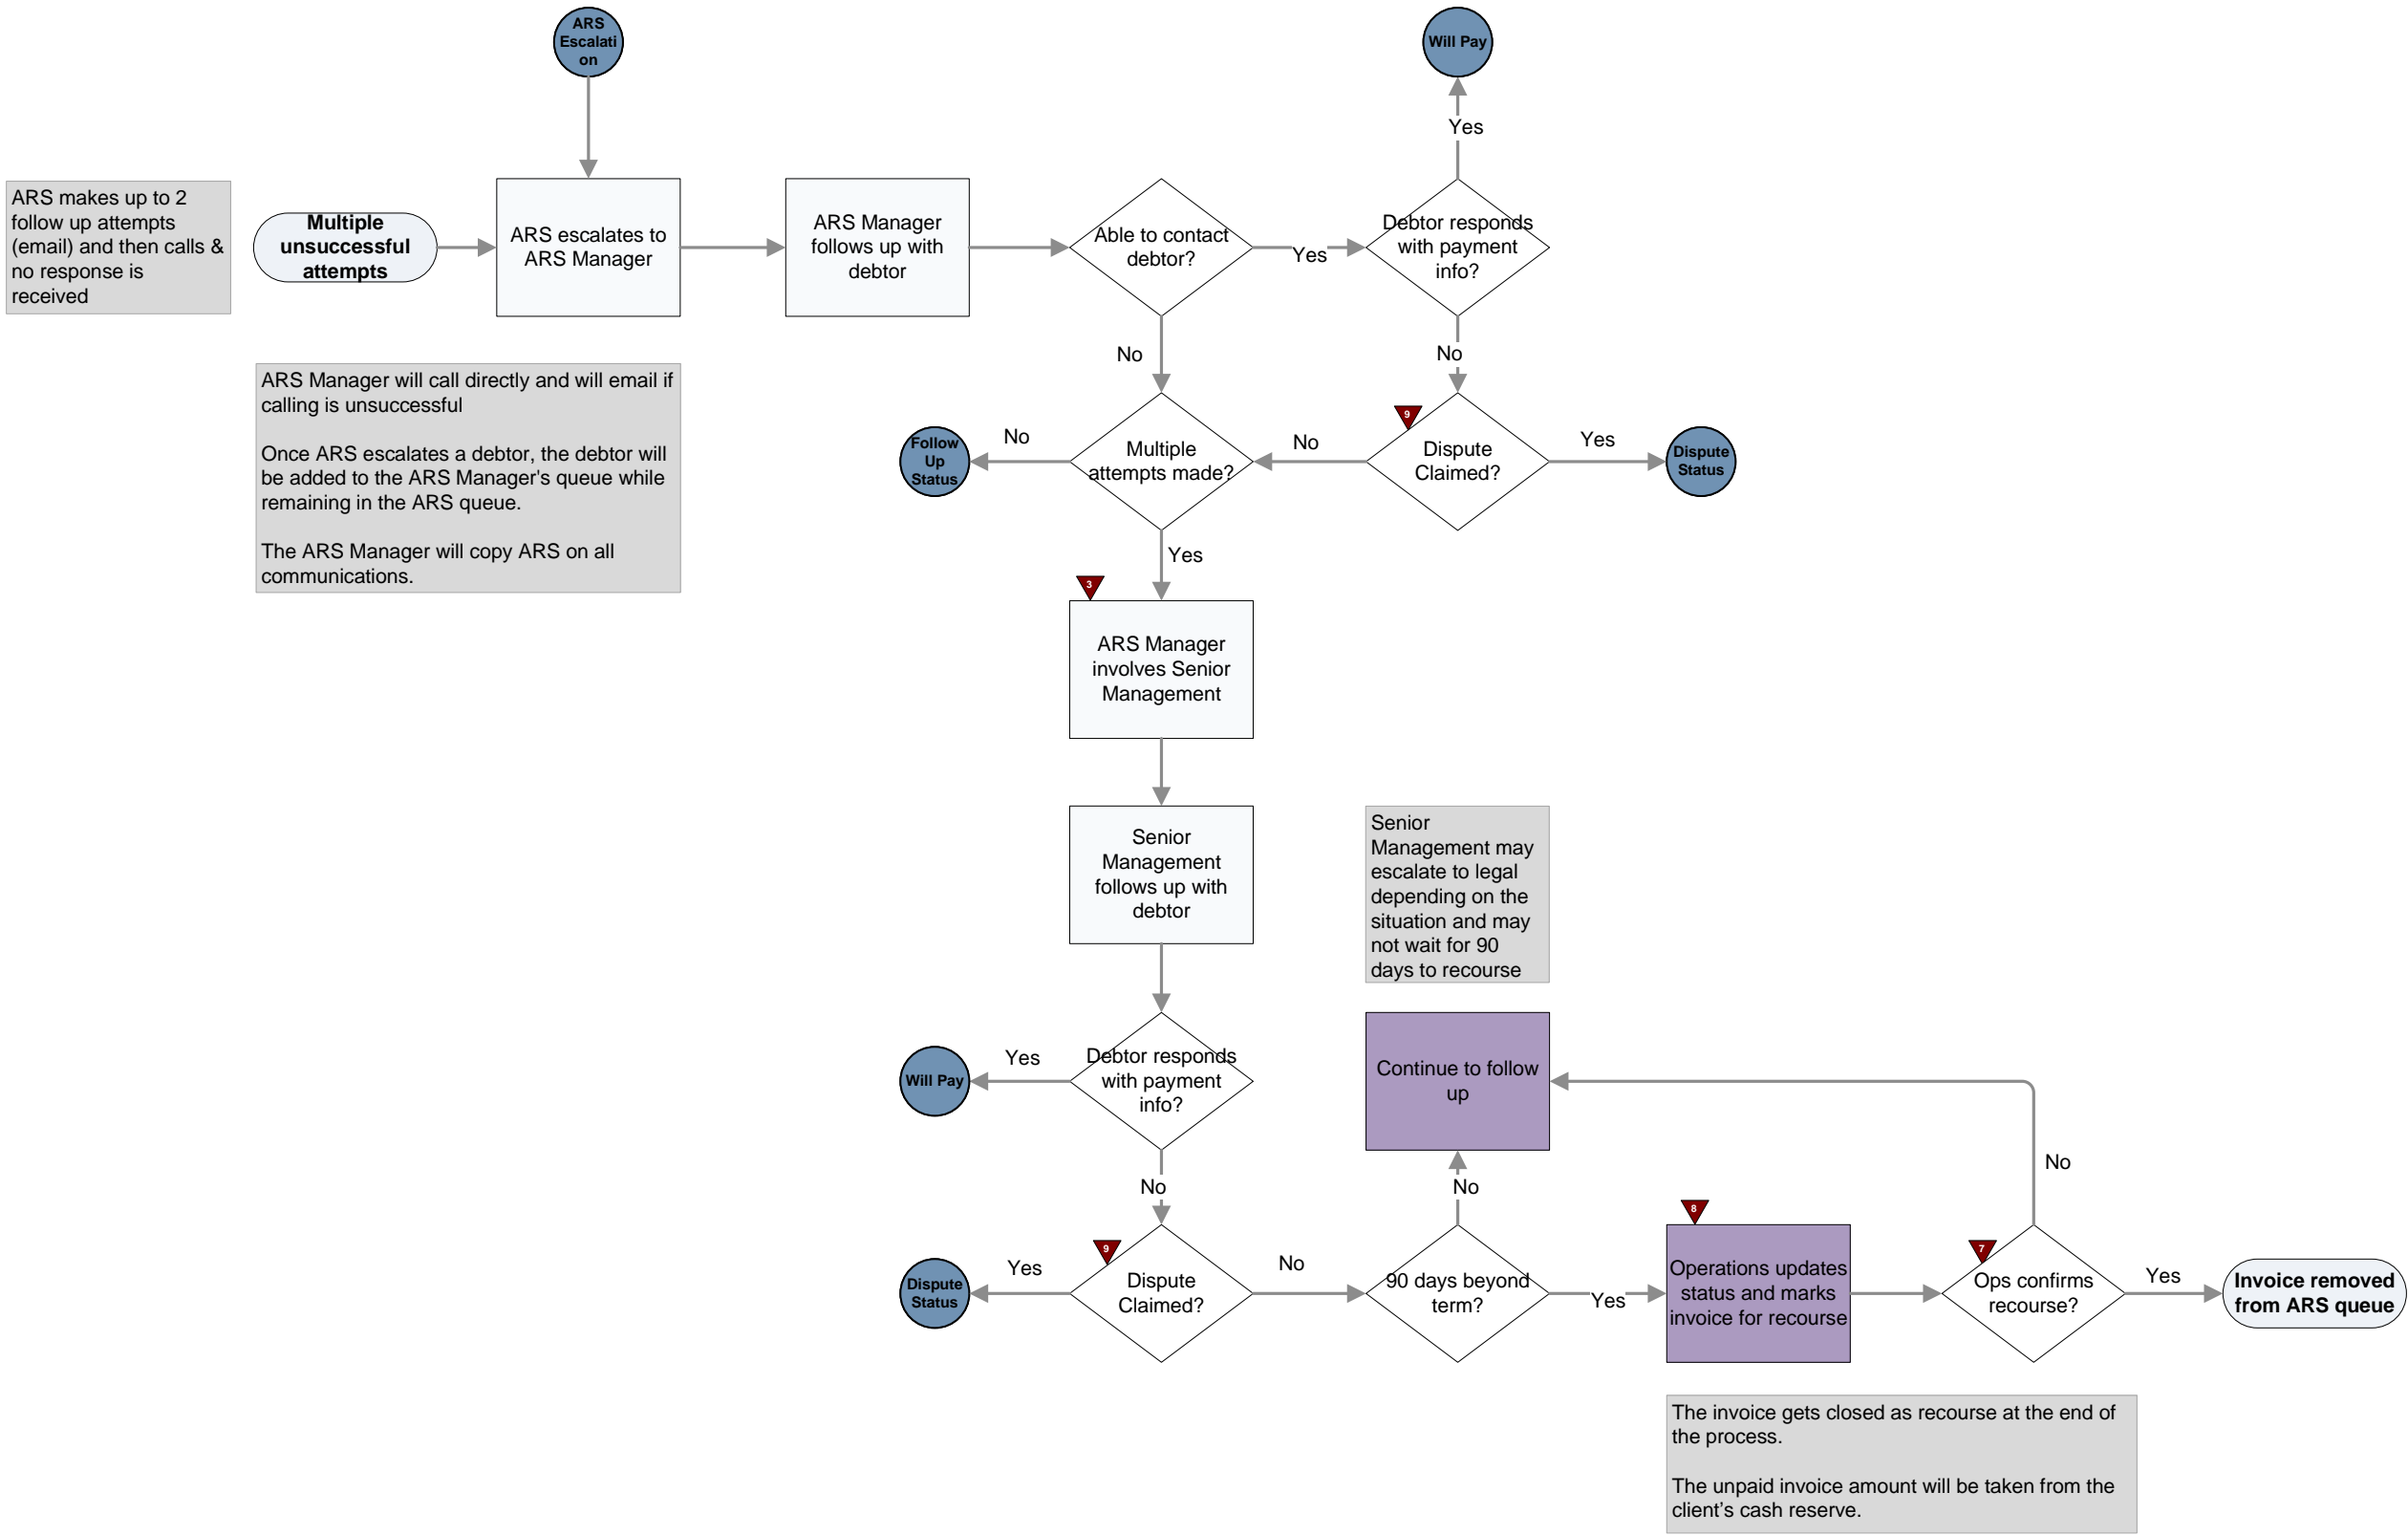 ARS
Escalati
on
Will Pay
Yes
ARS makes up to 2
follow up attempts
(email) and then calls &
no response is
received
Multiple
unsuccessful
attempts
ARS escalates to
ARS Manager
ARS Manager
follows up with
debtor
Able to contact
debtor?
Yes
Debtor responds
with payment
info?
No
No
ARS Manager will call directly and will email if
calling is unsuccessful
Once ARS escalates a debtor, the debtor will
be added to the ARS Manager's queue while
remaining in the ARS queue.
The ARS Manager will copy ARS on all
communications.
Follow
Up
Status
No
Multiple
attempts made?
No
9
Dispute
Claimed?
Yes
Dispute
Status
Yes
3
ARS Manager
involves Senior
Management
Senior
Management
follows up with
debtor
Senior
Management may
escalate to legal
depending on the
situation and may
not wait for 90
days to recourse
Will Pay
Yes
Debtor responds
with payment
info?
Continue to follow
up
No
No
No
Dispute
Status
Yes
9
Dispute
Claimed?
No
90 days beyond
term?
Yes
8
Operations updates
status and marks
invoice for recourse
7
Ops confirms
recourse?
Yes
Invoice removed
from ARS queue
The invoice gets closed as recourse at the end of
the process.
The unpaid invoice amount will be taken from the
client’s cash reserve.